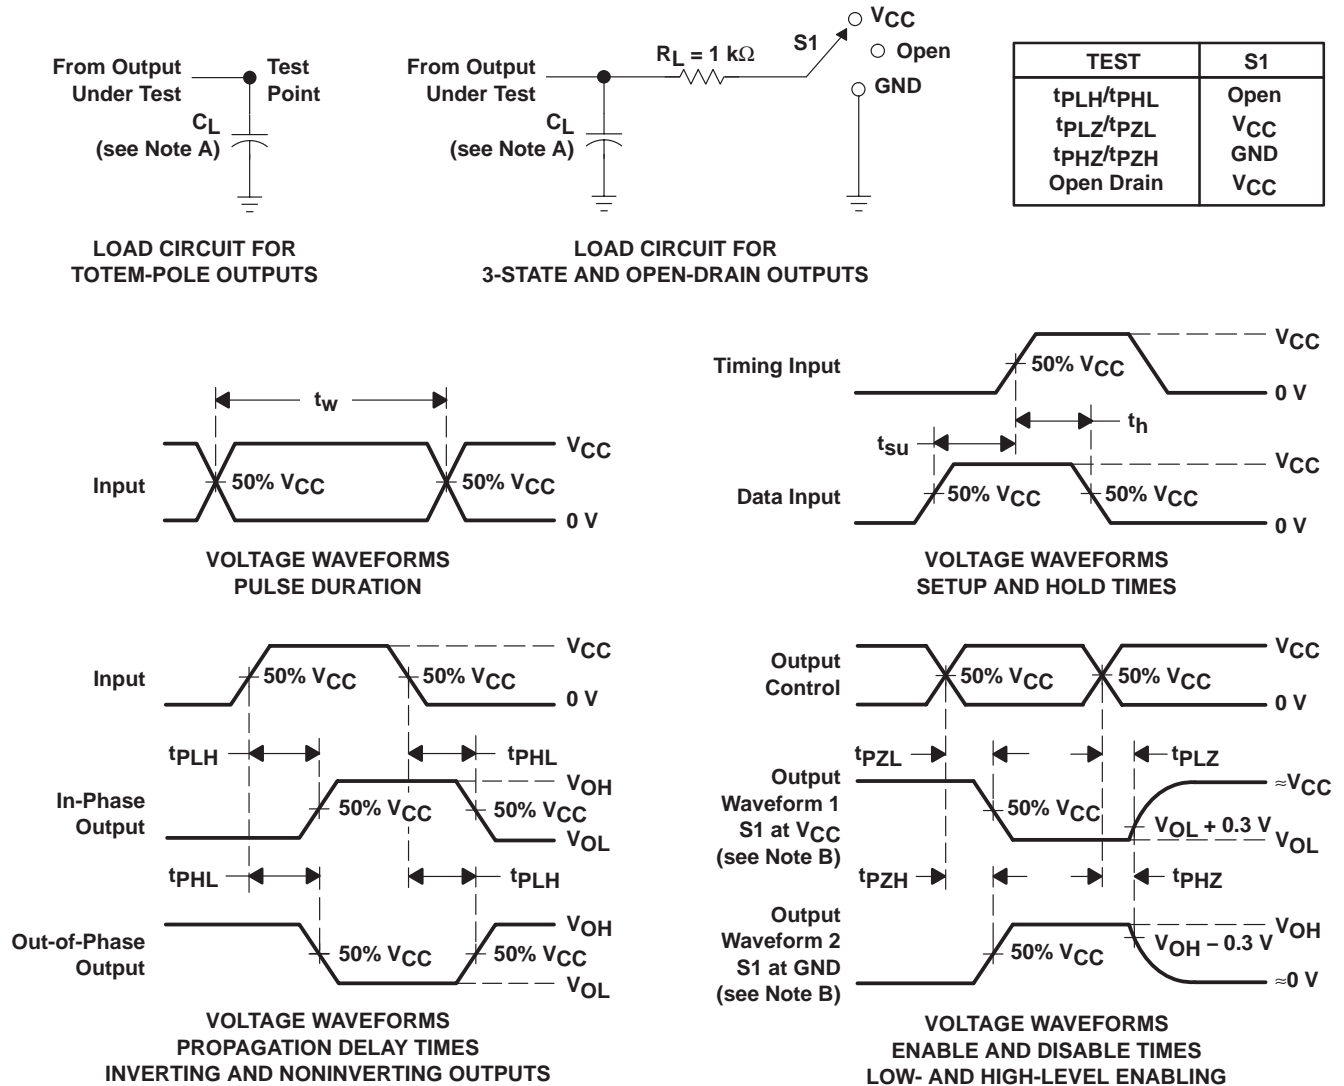 From Output
Under Test
Test
Point
CL
(see Note A)
LOAD CIRCUIT FOR
TOTEM-POLE OUTPUTS
From Output
Under Test
CL
(see Note A)
RL = 1 kΩ
S1
VCC
Open
GND
LOAD CIRCUIT FOR
3-STATE AND OPEN-DRAIN OUTPUTS
TEST S1
tPLH/tPHL Open
tPLZ/tPZL VCC
tPHZ/tPZH GND
Open Drain VCC
tw
Input
50% VCC
50% VCC
VCC
0 V
VOLTAGE WAVEFORMS
PULSE DURATION
Timing Input
50% VCC
VCC
0 V
tsu
th
Data Input
50% VCC
50% VCC
VCC
0 V
VOLTAGE WAVEFORMS
SETUP AND HOLD TIMES
Input
50% VCC
50% VCC
VCC
0 V
tPLH
tPHL
In-Phase
Output
50% VCC
50% VCC
VOH
VOL
tPHL
tPLH
Out-of-Phase
Output
50% VCC
50% VCC
VOH
VOL
VOLTAGE WAVEFORMS
PROPAGATION DELAY TIMES
INVERTING AND NONINVERTING OUTPUTS
Output
Control
50% VCC
50% VCC
VCC
0 V
tPZL
tPLZ
Output
Waveform 1
S1 at VCC
(see Note B)
50% VCC
VOL + 0.3 V
≈VCC
VOL
tPZH
tPHZ
Output
Waveform 2
S1 at GND
(see Note B)
50% VCC
VOH − 0.3 V
VOH
≈0 V
VOLTAGE WAVEFORMS
ENABLE AND DISABLE TIMES
LOW- AND HIGH-LEVEL ENABLING